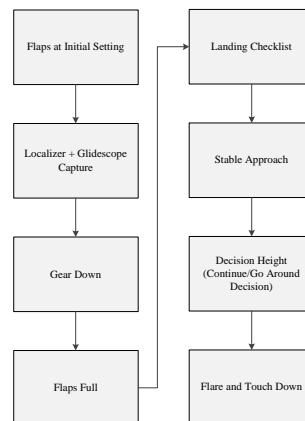 Flaps at Initial Setting
Localizer + Glidescope
Capture
Gear Down
Flaps Full
Landing Checklist
Stable Approach
Decision Height
(Continue/Go Around
Decision)
Flare and Touch Down